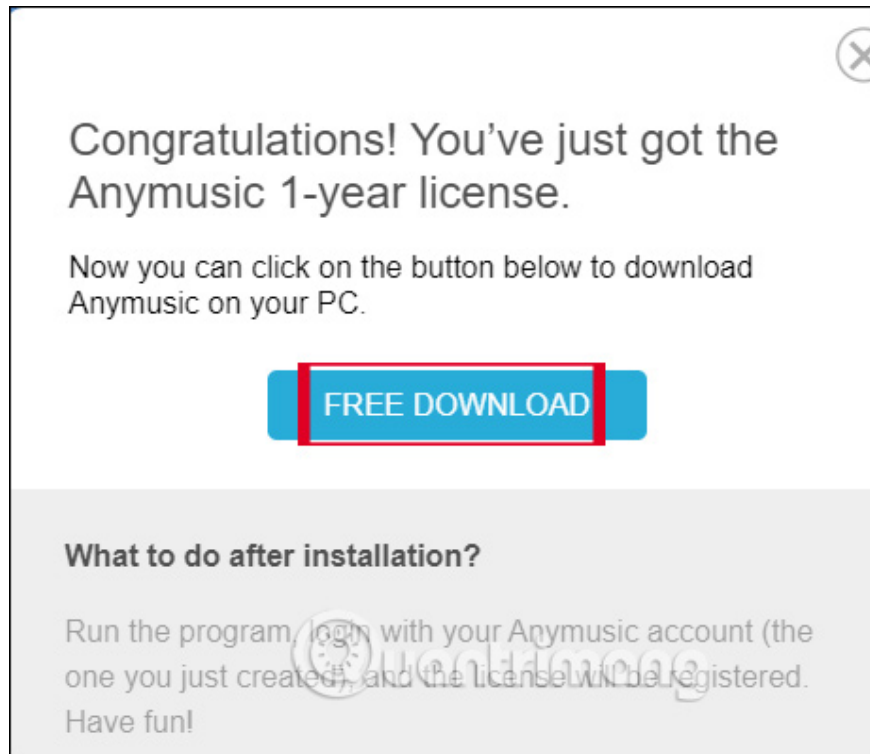 Congratulations! You’ve just got the
Anymusic 1-year license.
Now you can click on the button below to download
Anymusic on your PC.
FREE DOWNLOAD
What to do after installation?
Run the program, login with your Anymusic account (the
one you just created), and the license will be registered.
Have fun!
Quantrimang